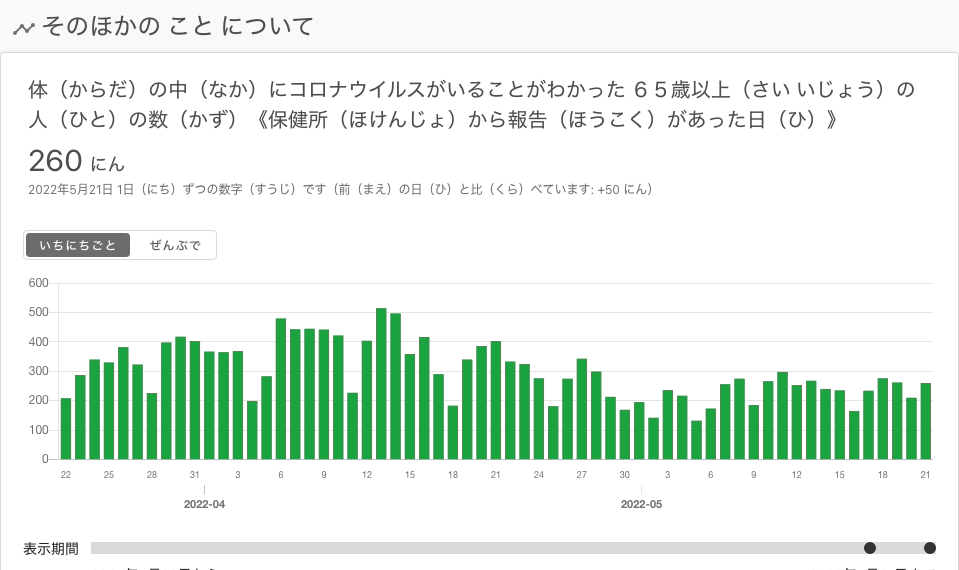 そのほかの こと について
体（からだ）の中（なか）にコロナウイルスがいることがわかった ６５歳以上（さい いじょう）の
人（ひと）の数（かず）《保健所（ほけんじょ）から報告（ほうこく）があった日（ひ）》
260 にん
2022年5月21日 1日（にち）ずつの数字（すうじ）です（前（まえ）の日（ひ）と比（くら）べています: +50 にん）
いちにちごと ぜんぶで
600
500
400
300
200
100
0
22 25 28 31 3 6 9 12 15 18 21 24 27 30 3 6 9 12 15 18 21
2022-04 2022-05
表示期間